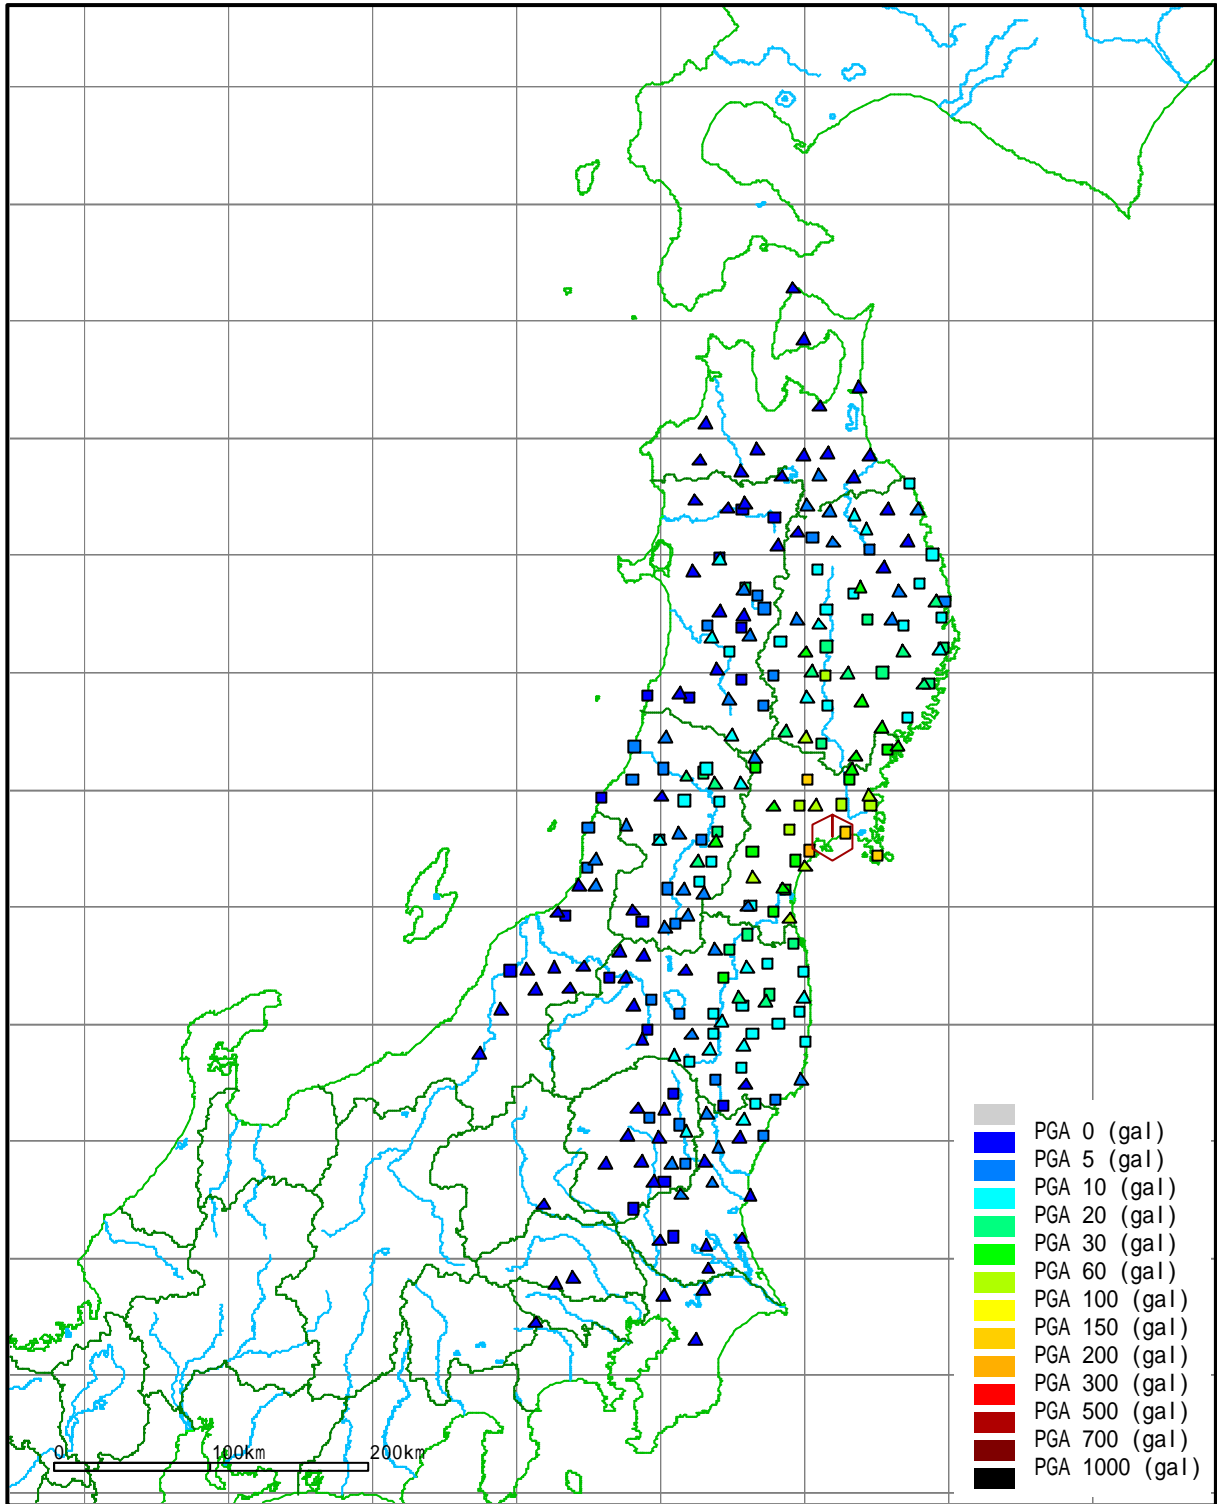 PGA 0 (gal)
PGA 5 (gal)
PGA 10 (gal)
PGA 20 (gal)
PGA 30 (gal)
PGA 60 (gal)
PGA 100 (gal)
PGA 150 (gal)
PGA 200 (gal)
PGA 300 (gal)
PGA 500 (gal)
PGA 700 (gal)
PGA 1000 (gal)
0 100km 200km